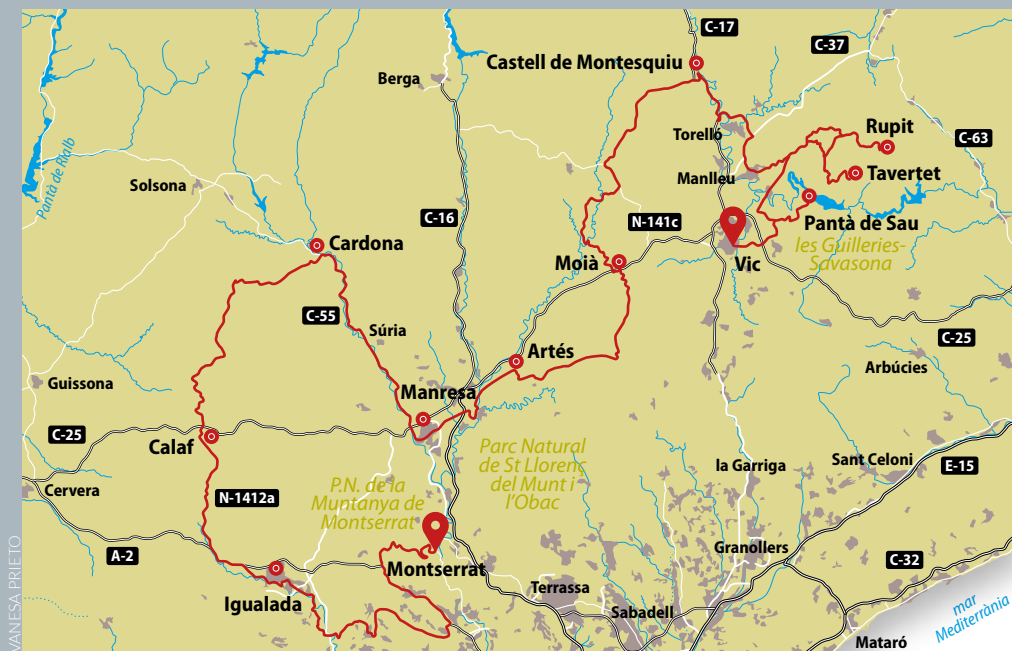 C-17
C-37
Castell de Montesquiu
Berga
Torelló
Rupit
C-63
Pantà de Rialb
Solsona
Manlleu
Tavertet
Pantà de Sau
C-16
N-141c
les Guilleries-
Savasona
Cardona
Moià
Vic
C-55
Súria
C-25
Artés
Arbúcies
Guissona
Manresa
C-25
Calaf
Parc Natural
de St Llorenç
del Munt i
l'Obac
la Garriga
Sant Celoni
E-15
Cervera
N-1412a
P.N. de la
Muntanya de
Montserrat
A-2
Montserrat
Granollers
C-32
Igualada
Terrassa
Sabadell
mar
Mediterrània
Mataró
VANESA PRIETO